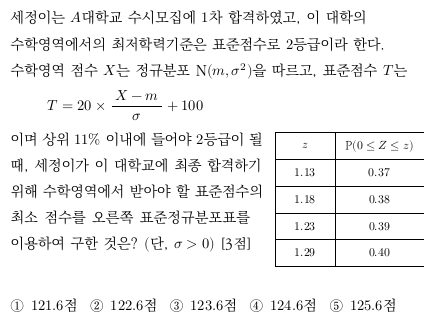 세정이는 A대학교 수시모집에 1차 합격하였고, 이 대학의
수학영역에서의 최저학력기준은 표준점수로 2등급이라 한다.
수학영역 점수 X는 정규분포 N(m, σ²)을 따르고, 표준점수 T는
T = 20 × (X − m)/σ + 100
이며 상위 11% 이내에 들어야 2등급이 될
때, 세정이가 이 대학교에 최종 합격하기
위해 수학영역에서 받아야 할 표준점수의
최소 점수를 오른쪽 표준정규분포표를
이용하여 구한 것은? (단, σ > 0) [3점]
z P(0 ≤ Z ≤ z)
1.13 0.37
1.18 0.38
1.23 0.39
1.29 0.40
① 121.6점 ② 122.6점 ③ 123.6점 ④ 124.6점 ⑤ 125.6점